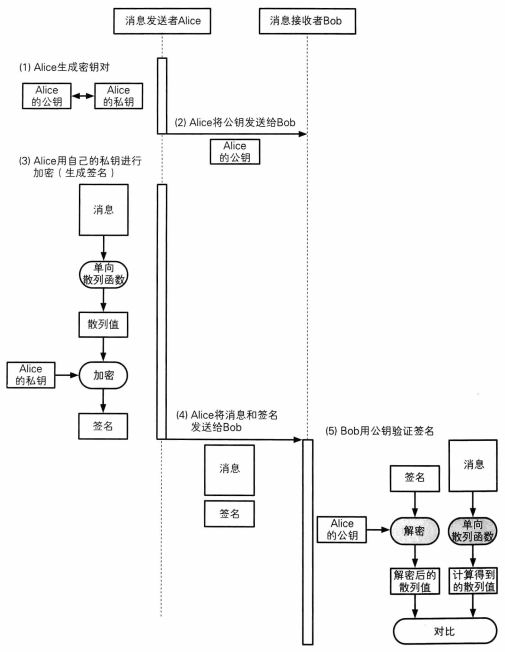 消息发送者Alice
消息接收者Bob
(1) Alice生成密钥对
Alice
的公钥
Alice
的私钥
(2) Alice将公钥发送给Bob
Alice
的公钥
(3) Alice用自己的私钥进行
加密（生成签名）
消息
单向
散列函数
散列值
Alice
的私钥
加密
签名
(4) Alice将消息和签名
发送给Bob
消息
签名
(5) Bob用公钥验证签名
签名
消息
Alice
的公钥
解密
单向
散列函数
解密后的
散列值
计算得到
的散列值
对比